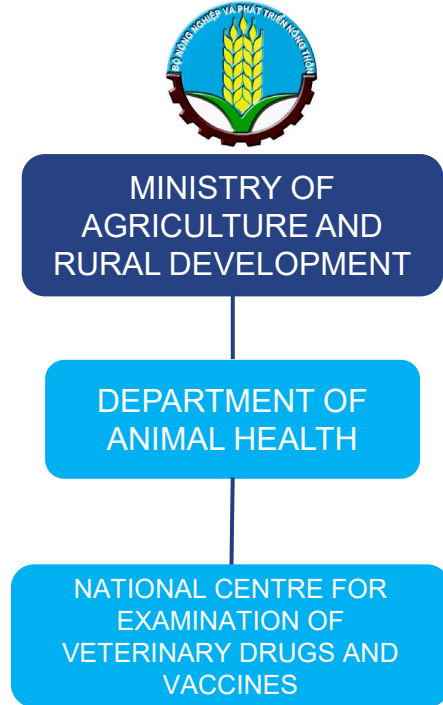 BỘ NÔNG NGHIỆP VÀ PHÁT TRIỂN NÔNG THÔN
MINISTRY OF
AGRICULTURE AND
RURAL DEVELOPMENT
DEPARTMENT OF
ANIMAL HEALTH
NATIONAL CENTRE FOR
EXAMINATION OF
VETERINARY DRUGS AND
VACCINES